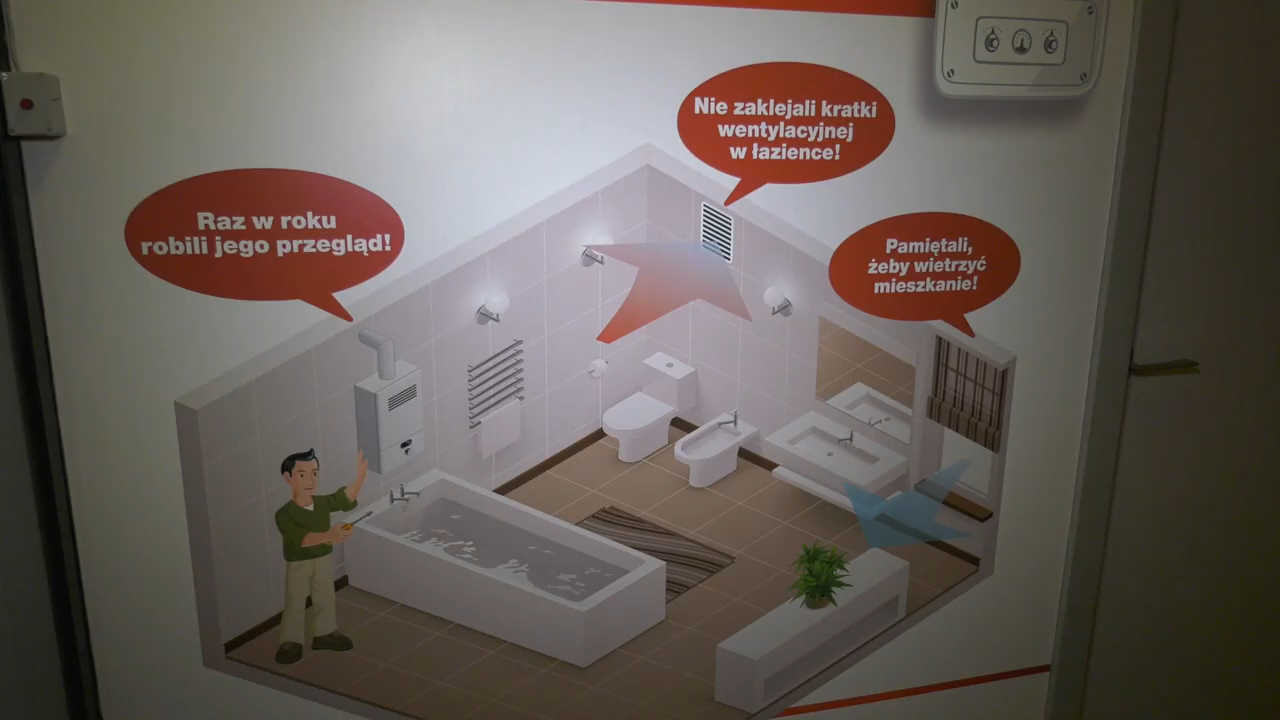 Nie zaklejali kratki
wentylacyjnej
w łazience!
Raz w roku
robili jego przegląd!
Pamiętali,
żeby wietrzyć
mieszkanie!